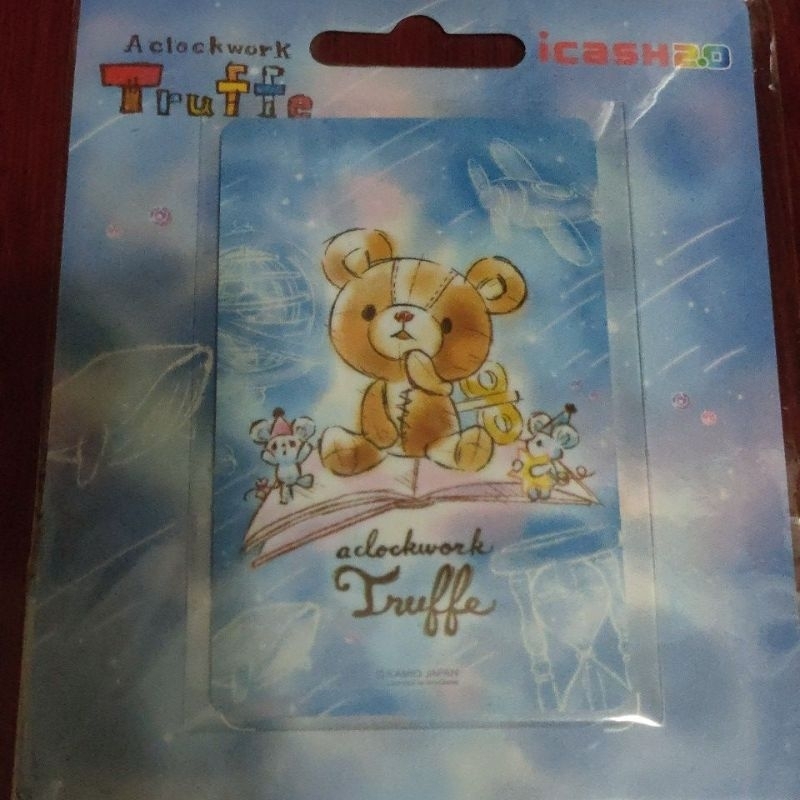 A clockwork
Truffe
icash2.0
a clockwork
Truffe
© KAMIO JAPAN